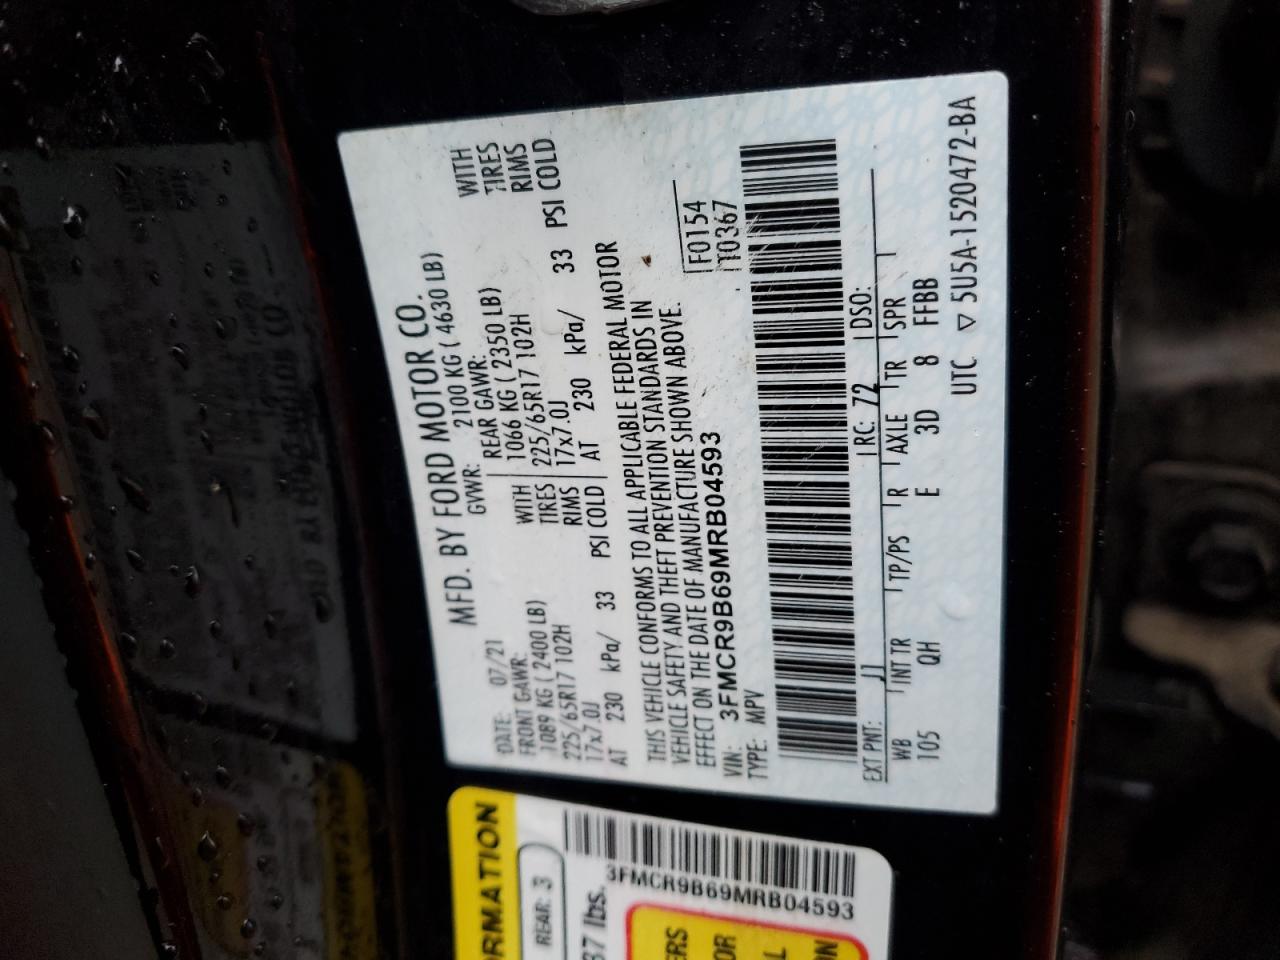 MFD. BY FORD MOTOR CO.
DATE: 07/21 GVWR: 2100 KG ( 4630 LB)
FRONT GAWR: REAR GAWR:
1089 KG ( 2400 LB) WITH 1066 KG ( 2350 LB) WITH
225/65R17 102H TIRES 225/65R17 102H TIRES
17x7.0J RIMS 17x7.0J RIMS
AT 230 kPa/ 33 PSI COLD AT 230 kPa/ 33 PSI COLD
THIS VEHICLE CONFORMS TO ALL APPLICABLE FEDERAL MOTOR
VEHICLE SAFETY AND THEFT PREVENTION STANDARDS IN
EFFECT ON THE DATE OF MANUFACTURE SHOWN ABOVE.
VIN: 3FMCR9B69MRB04593 F0154
TYPE: MPV T0367
EXT PNT: JJ RC: 72 DSO:
WB INT TR TP/PS R AXLE TR SPR
105 QH E 3D 8 FFBB
UTC ▽ 5U5A-1520472-BA
RMATION
REAR: 3
37 lbs.
3FMCR9B69MRB04593
ERS
OR
L
ON